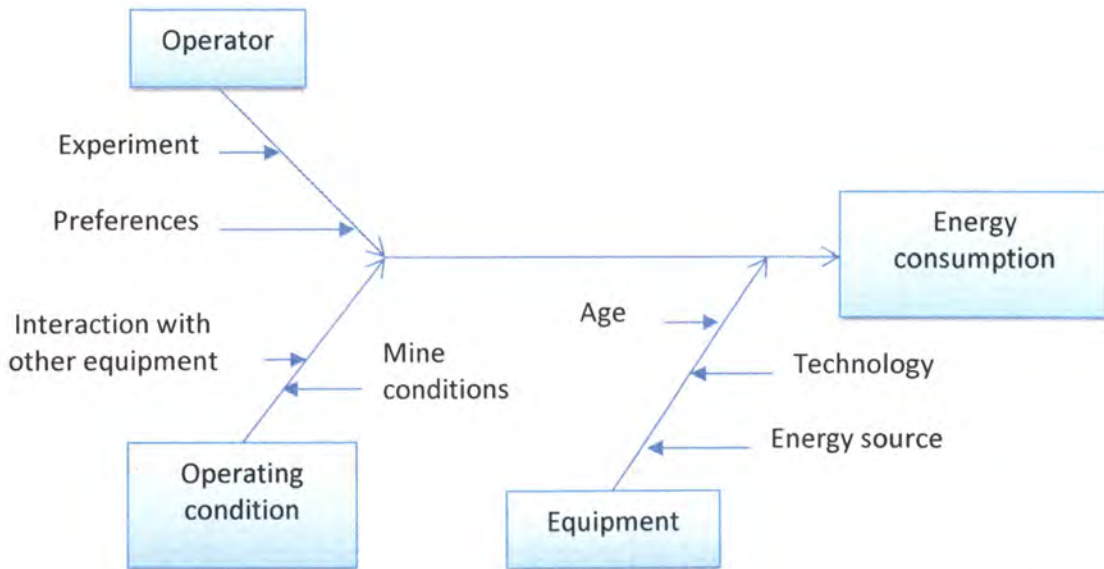 Operator
Experiment
Preferences
Energy
consumption
Interaction with
other equipment
Mine
conditions
Age
Technology
Energy source
Operating
condition
Equipment